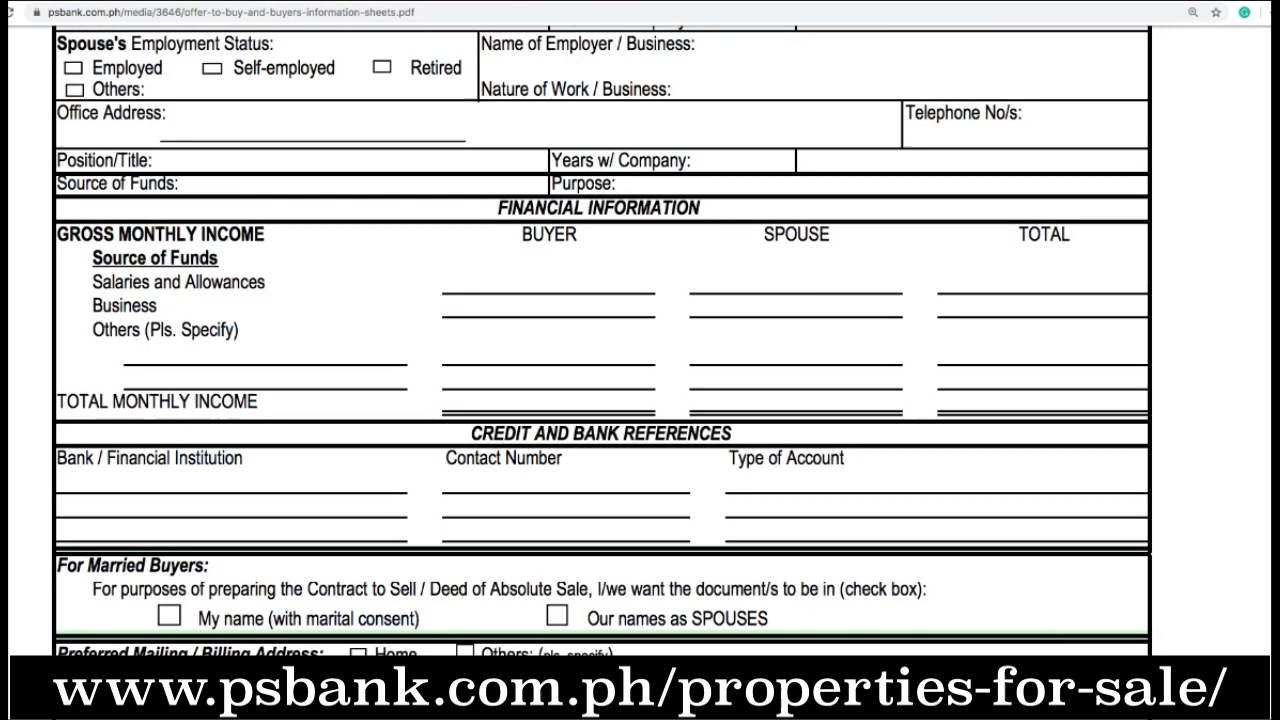 psbank.com.ph/media/3646/offer-to-buy-and-buyers-information-sheets.pdf
Spouse's Employment Status:
Name of Employer / Business:
Employed Self-employed Retired
Others:
Nature of Work / Business:
Office Address:
Telephone No/s:
Position/Title:
Years w/ Company:
Source of Funds:
Purpose:
FINANCIAL INFORMATION
GROSS MONTHLY INCOME BUYER SPOUSE TOTAL
Source of Funds
Salaries and Allowances
Business
Others (Pls. Specify)
TOTAL MONTHLY INCOME
CREDIT AND BANK REFERENCES
Bank / Financial Institution Contact Number Type of Account
For Married Buyers:
For purposes of preparing the Contract to Sell / Deed of Absolute Sale, I/we want the document/s to be in (check box):
My name (with marital consent) Our names as SPOUSES
Preferred Mailing / Billing Address: Home Others: (pls. specify)
www.psbank.com.ph/properties-for-sale/